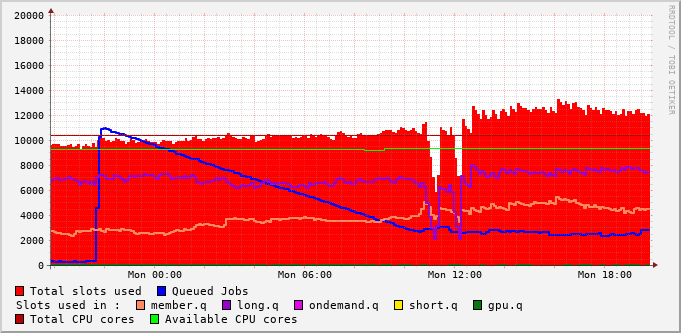 20000
18000
16000
14000
12000
10000
8000
6000
4000
2000
0
Mon 00:00 Mon 06:00 Mon 12:00 Mon 18:00
Total slots used Queued Jobs
Slots used in : member.q long.q ondemand.q short.q gpu.q
Total CPU cores Available CPU cores
RRDTOOL / TOBI OETIKER